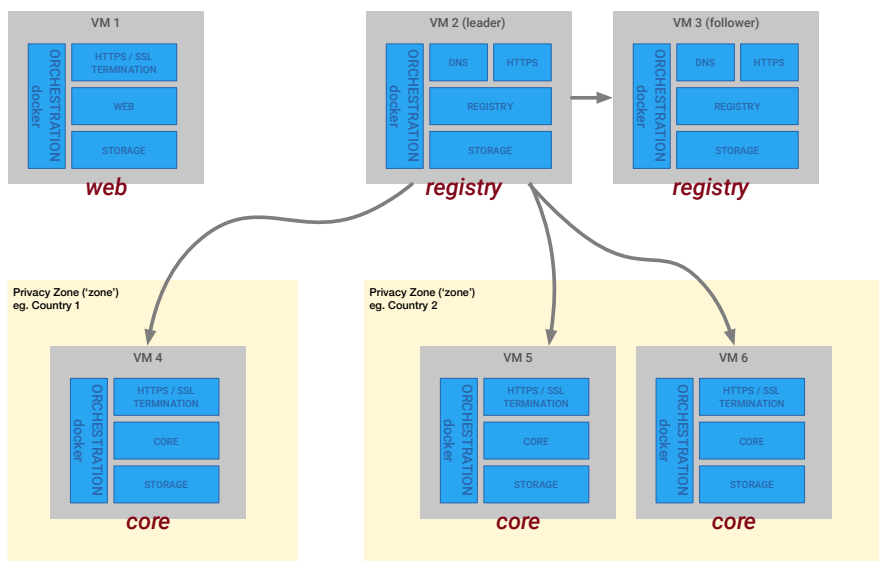 VM 1
ORCHESTRATION
docker
HTTPS / SSL
TERMINATION
WEB
STORAGE
web
VM 2 (leader)
ORCHESTRATION
docker
DNS
HTTPS
REGISTRY
STORAGE
registry
VM 3 (follower)
ORCHESTRATION
docker
DNS
HTTPS
REGISTRY
STORAGE
registry
Privacy Zone (‘zone’)
eg. Country 1
VM 4
ORCHESTRATION
docker
HTTPS / SSL
TERMINATION
CORE
STORAGE
core
Privacy Zone (‘zone’)
eg. Country 2
VM 5
ORCHESTRATION
docker
HTTPS / SSL
TERMINATION
CORE
STORAGE
core
VM 6
ORCHESTRATION
docker
HTTPS / SSL
TERMINATION
CORE
STORAGE
core